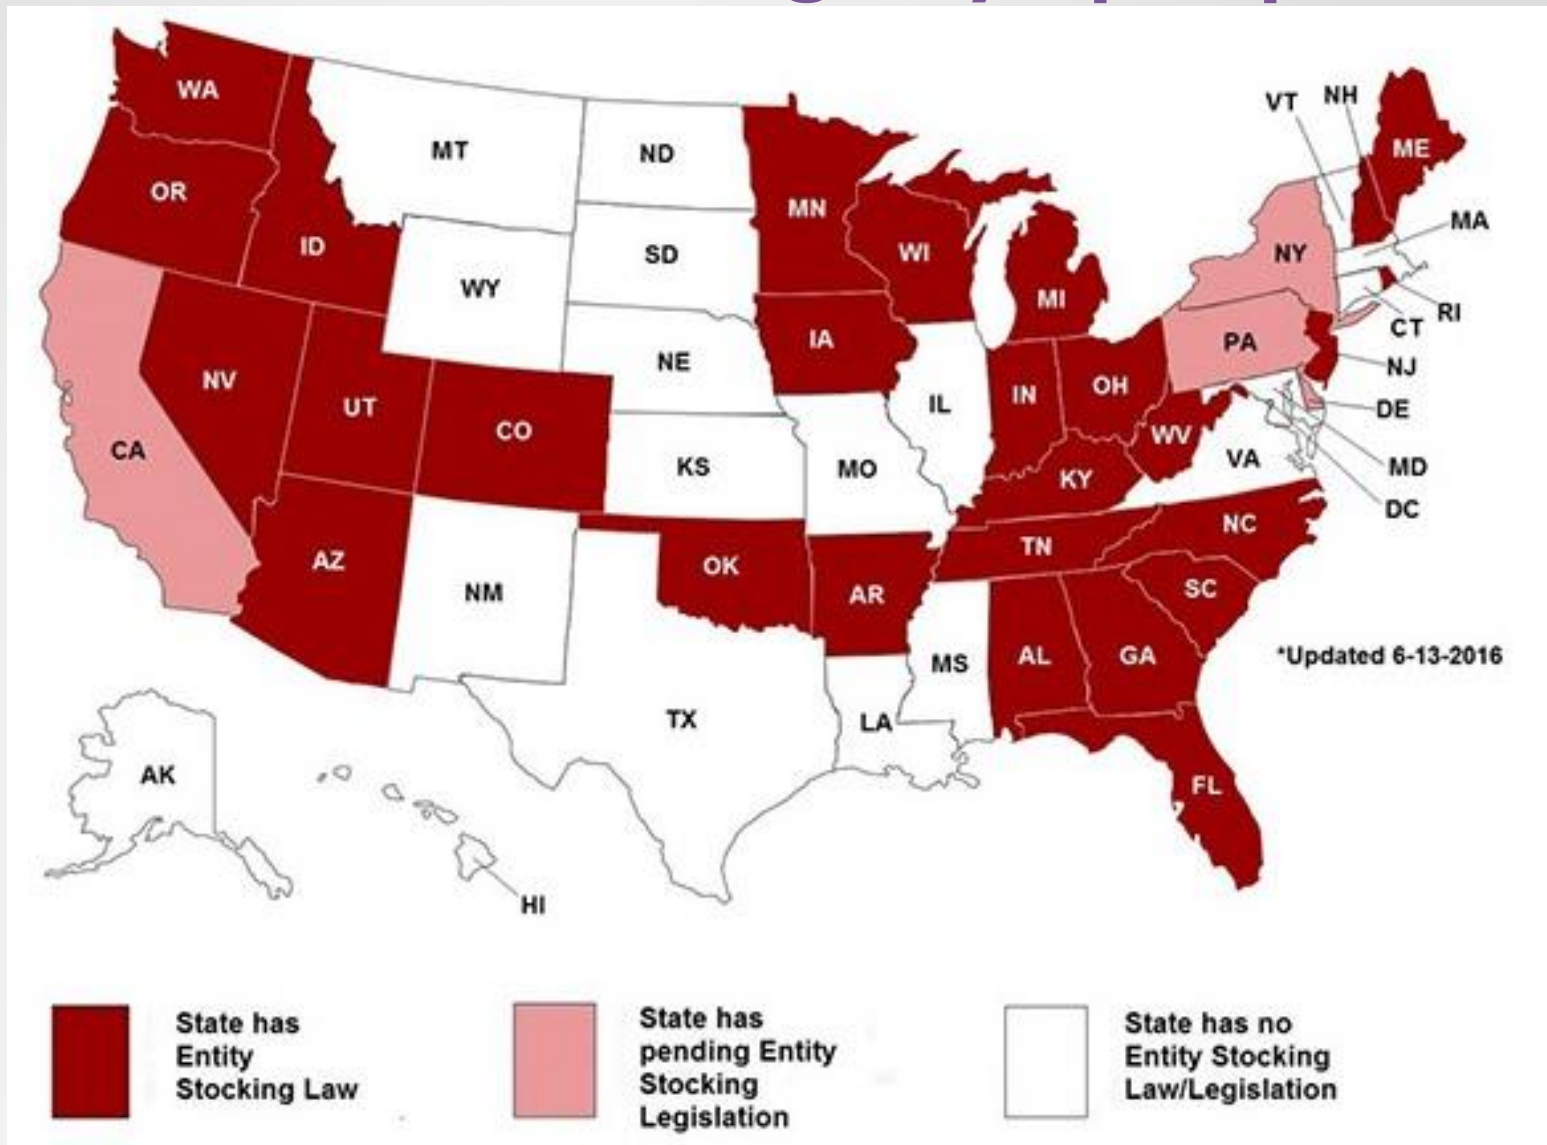 WA
MT
ND
MN
VT
NH
ME
OR
ID
SD
WI
MI
NY
MA
WY
RI
CT
IA
NE
PA
NJ
NV
UT
CO
IL
IN
OH
DE
CA
KS
MO
WV
VA
MD
KY
DC
AZ
NM
OK
AR
TN
NC
SC
MS
AL
GA
*Updated 6-13-2016
TX
LA
AK
FL
HI
State has
Entity
Stocking Law
State has
pending Entity
Stocking
Legislation
State has no
Entity Stocking
Law/Legislation